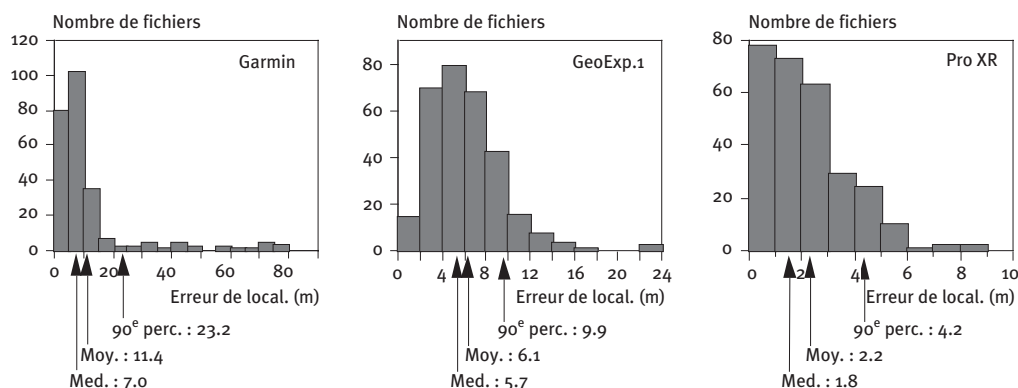 Nombre de fichiers
120
100
80
60
40
20
0
Garmin
0 20 40 60 80
Erreur de local. (m)
90e perc. : 23.2
Moy. : 11.4
Med. : 7.0
Nombre de fichiers
80
60
40
20
0
GeoExp.1
0 4 8 12 16 20 24
Erreur de local. (m)
90e perc. : 9.9
Moy. : 6.1
Med. : 5.7
Nombre de fichiers
80
60
40
20
0
Pro XR
0 2 4 6 8 10
Erreur de local. (m)
90e perc. : 4.2
Moy. : 2.2
Med. : 1.8